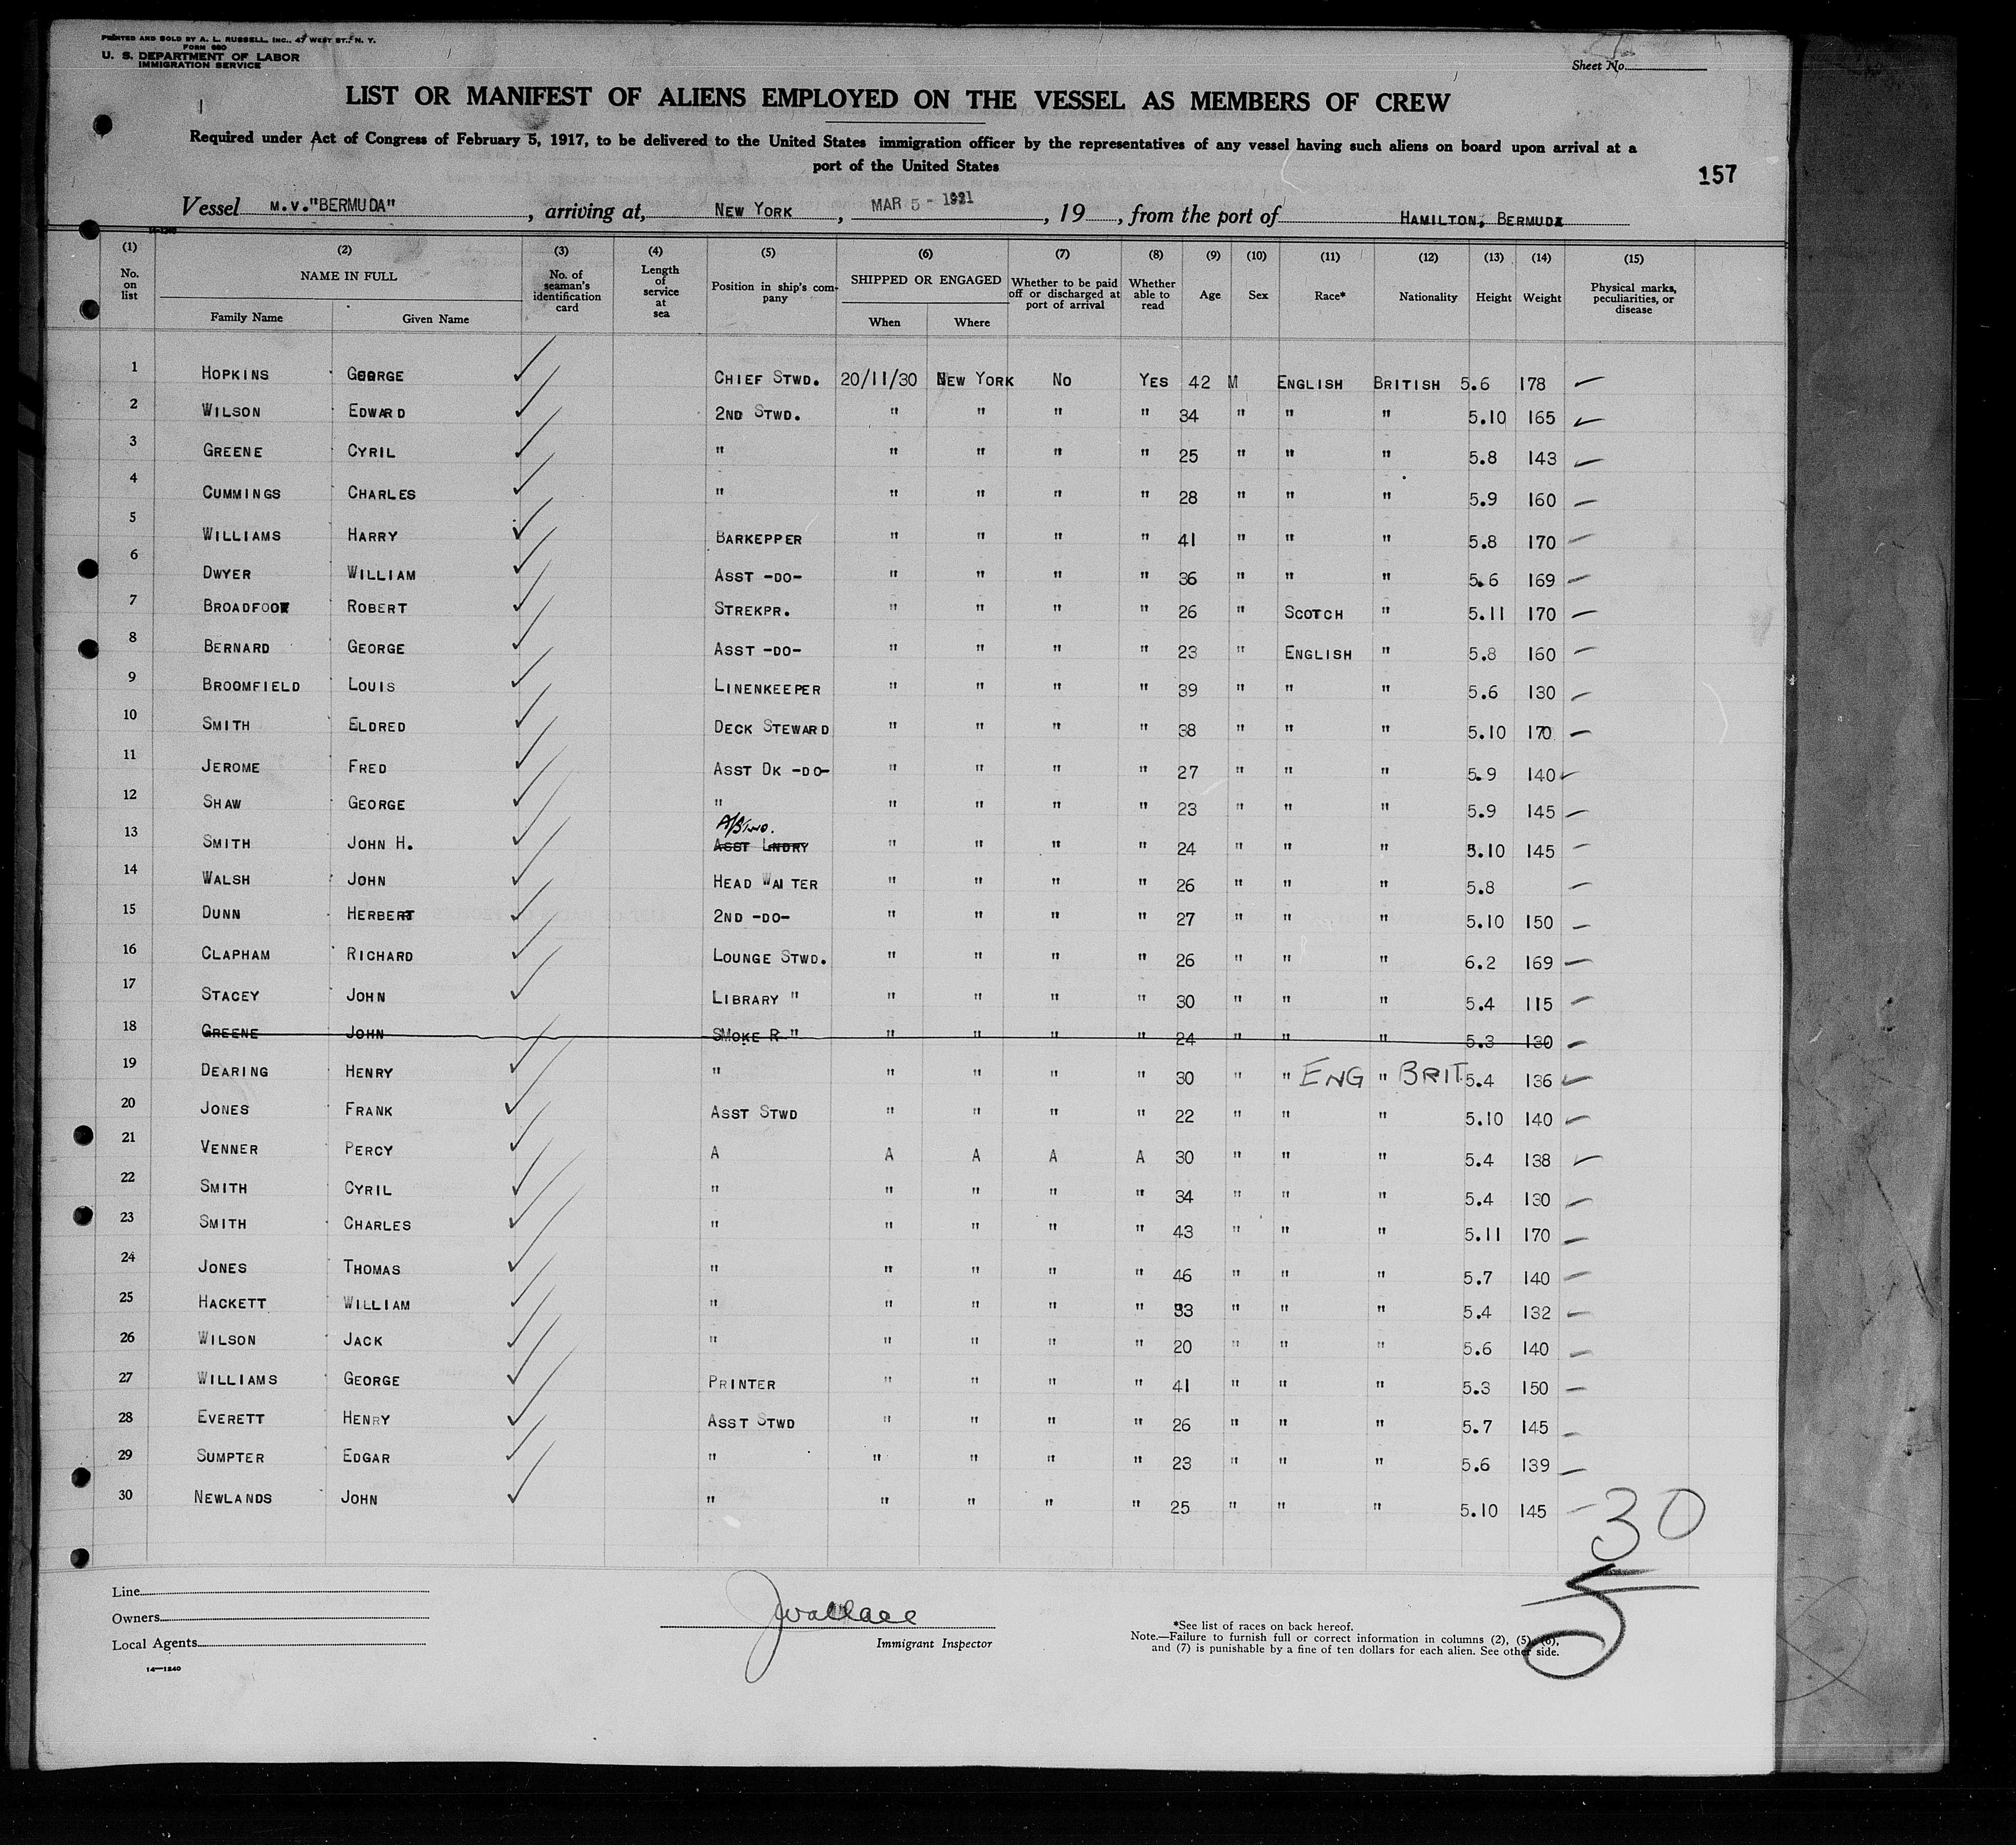 PRINTED AND SOLD BY A. L. RUSSELL, INC., 47 WEST ST., N. Y.
FORM 680
U. S. DEPARTMENT OF LABOR
IMMIGRATION SERVICE
Sheet No.
LIST OR MANIFEST OF ALIENS EMPLOYED ON THE VESSEL AS MEMBERS OF CREW
Required under Act of Congress of February 5, 1917, to be delivered to the United States immigration officer by the representatives of any vessel having such aliens on board upon arrival at a
port of the United States
157
Vessel M.V."BERMUDA", arriving at, NEW YORK, MAR 5 - 1931, 19, from the port of HAMILTON, BERMUDA
(1) (2) (3) (4) (5) (6) (7) (8) (9) (10) (11) (12) (13) (14) (15)
No. on list NAME IN FULL Family Name Given Name No. of seaman's identification card Length of service at sea Position in ship's company SHIPPED OR ENGAGED When Where Whether to be paid off or discharged at port of arrival Whether able to read Age Sex Race* Nationality Height Weight Physical marks, peculiarities, or disease
1 HOPKINS GEORGE CHIEF STWD. 20/11/30 NEW YORK NO YES 42 M ENGLISH BRITISH 5.6 178
2 WILSON EDWARD 2ND STWD. " " " " 34 " " " 5.10 165
3 GREENE CYRIL " " " " " 25 " " " 5.8 143
4 CUMMINGS CHARLES " " " " " 28 " " " 5.9 160
5 WILLIAMS HARRY BARKEPPER " " " " 41 " " " 5.8 170
6 DWYER WILLIAM ASST -DO- " " " " 36 " " " 5.6 169
7 BROADFOOT ROBERT STREKPR. " " " " 26 " SCOTCH " 5.11 170
8 BERNARD GEORGE ASST -DO- " " " " 23 " ENGLISH " 5.8 160
9 BROOMFIELD LOUIS LINENKEEPER " " " " 39 " " " 5.6 130
10 SMITH ELDRED DECK STEWARD " " " " 38 " " " 5.10 170
11 JEROME FRED ASST DK -DO- " " " " 27 " " " 5.9 140
12 SHAW GEORGE " " " " " 23 " " " 5.9 145
A/STWD.
13 SMITH JOHN H. ASST LNDRY " " " " 24 " " " 5.10 145
14 WALSH JOHN HEAD WAITER " " " " 26 " " " 5.8
15 DUNN HERBERT 2ND -DO- " " " " 27 " " " 5.10 150
16 CLAPHAM RICHARD LOUNGE STWD. " " " " 26 " " " 6.2 169
17 STACEY JOHN LIBRARY " " " " " 30 " " " 5.4 115
18 GREENE JOHN SMOKE R " " " " " 24 " " " 5.3 130
19 DEARING HENRY " " " " " 30 " " ENG " BRIT 5.4 136
20 JONES FRANK ASST STWD " " " " 22 " " " 5.10 140
21 VENNER PERCY A A A A A 30 " " " 5.4 138
22 SMITH CYRIL " " " " " 34 " " " 5.4 130
23 SMITH CHARLES " " " " " 43 " " " 5.11 170
24 JONES THOMAS " " " " " 46 " " " 5.7 140
25 HACKETT WILLIAM " " " " " 33 " " " 5.4 132
26 WILSON JACK " " " " " 20 " " " 5.6 140
27 WILLIAMS GEORGE PRINTER " " " " 41 " " " 5.3 150
28 EVERETT HENRY ASST STWD " " " " 26 " " " 5.7 145
29 SUMPTER EDGAR " " " " " 23 " " " 5.6 139
30 NEWLANDS JOHN " " " " " 25 " " " 5.10 145
30
Line
Owners
Local Agents
14—1240
J Wallace
Immigrant Inspector
*See list of races on back hereof.
Note.—Failure to furnish full or correct information in columns (2), (5), (6),
and (7) is punishable by a fine of ten dollars for each alien. See other side.